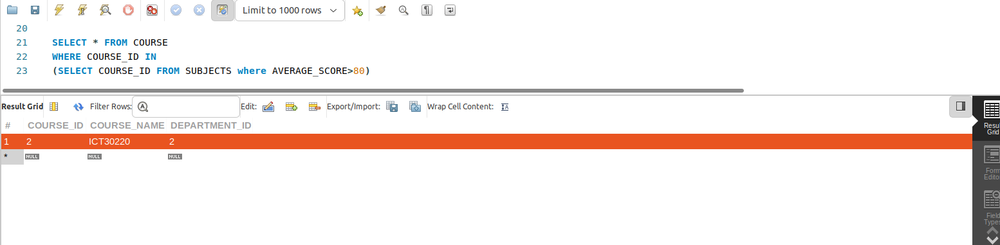 Limit to 1000 rows
20
21 SELECT * FROM COURSE
22 WHERE COURSE_ID IN
23 (SELECT COURSE_ID FROM SUBJECTS where AVERAGE_SCORE>80)
Result Grid Filter Rows: Edit: Export/Import: Wrap Cell Content:
# COURSE_ID COURSE_NAME DEPARTMENT_ID
1 2 ICT30220 2
* NULL NULL NULL
Resu
Grid
Form
Edito
Field
Types